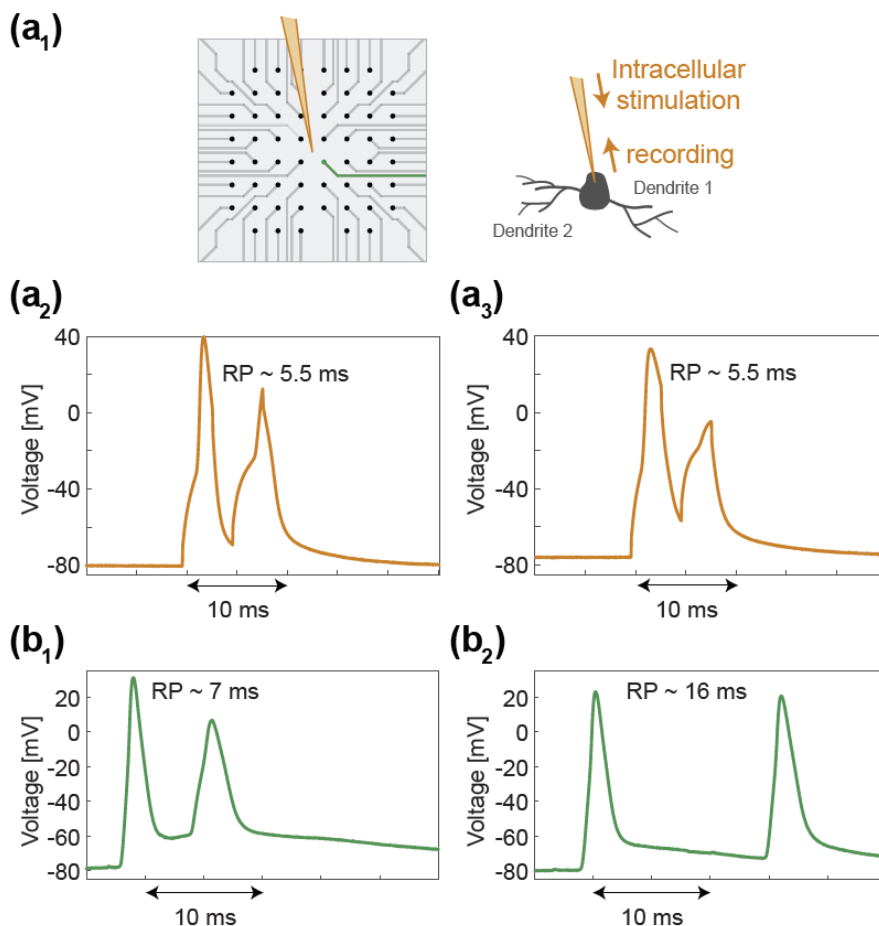 (a1)
Intracellular
stimulation
recording
Dendrite 1
Dendrite 2
(a2)
(a3)
40
0
-40
-80
Voltage [mV]
RP ~ 5.5 ms
10 ms
40
0
-40
-80
Voltage [mV]
RP ~ 5.5 ms
10 ms
(b1)
(b2)
20
0
-20
-40
-60
-80
Voltage [mV]
RP ~ 7 ms
10 ms
20
0
-20
-40
-60
-80
Voltage [mV]
RP ~ 16 ms
10 ms